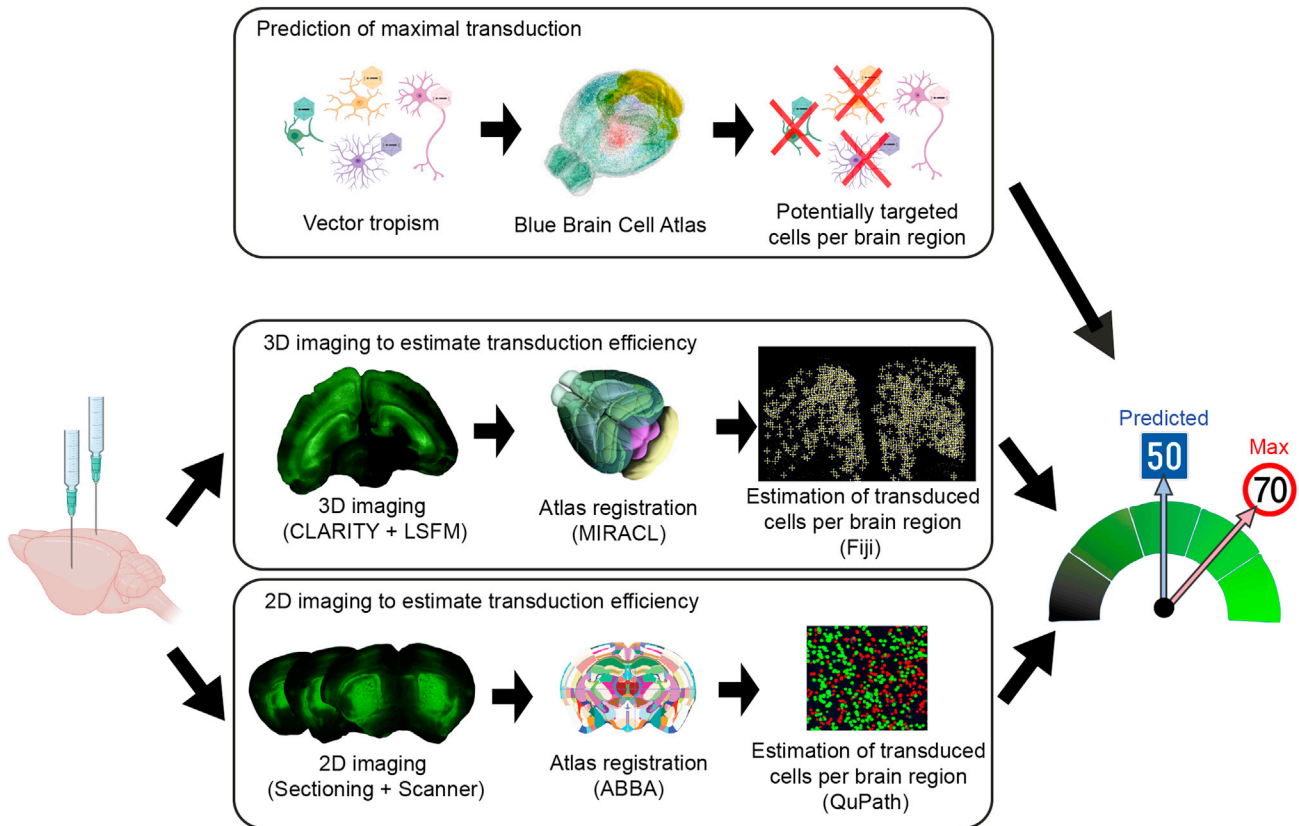 Prediction of maximal transduction
Vector tropism
Blue Brain Cell Atlas
Potentially targeted
cells per brain region
3D imaging to estimate transduction efficiency
3D imaging
(CLARITY + LSFM)
Atlas registration
(MIRACL)
Estimation of transduced
cells per brain region
(Fiji)
2D imaging to estimate transduction efficiency
2D imaging
(Sectioning + Scanner)
Atlas registration
(ABBA)
Estimation of transduced
cells per brain region
(QuPath)
Predicted
50
Max
70